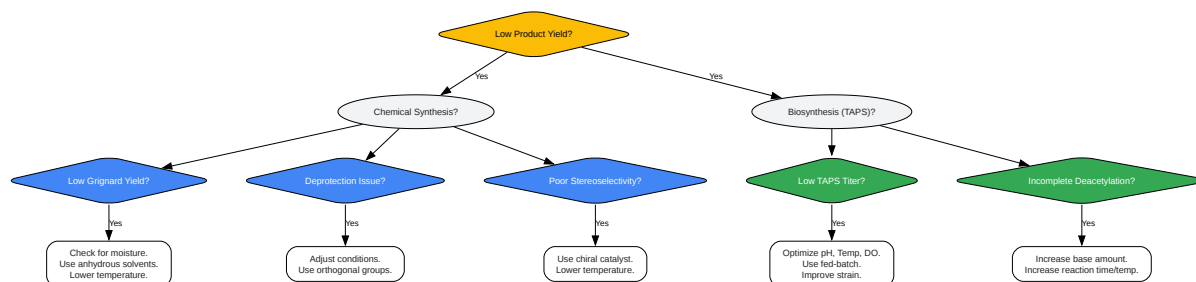 Low Product Yield?
Yes
Yes
Chemical Synthesis?
Biosynthesis (TAPS)?
Low Grignard Yield?
Deprotection Issue?
Poor Stereoselectivity?
Low TAPS Titer?
Incomplete Deacetylation?
Yes
Yes
Yes
Yes
Yes
Check for moisture.
Use anhydrous solvents.
Lower temperature.
Adjust conditions.
Use orthogonal groups.
Use chiral catalyst.
Lower temperature.
Optimize pH, Temp, DO.
Use fed-batch.
Improve strain.
Increase base amount.
Increase reaction time/temp.